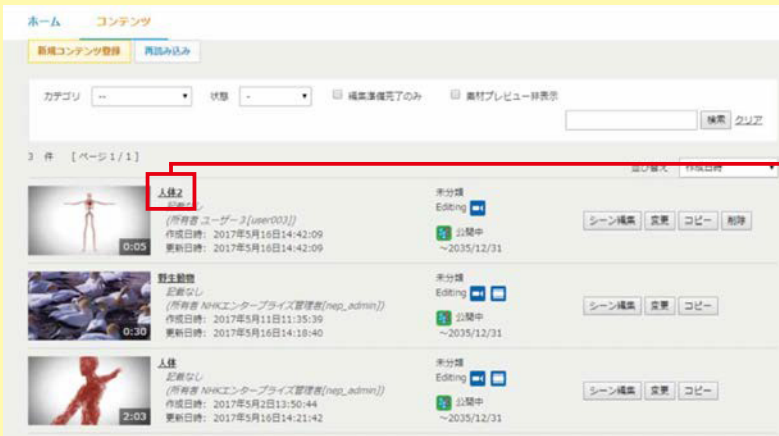 ホーム コンテンツ
新規コンテンツ登録 再読み込み
カテゴリ -- 状態 - 編集準備完了のみ 素材プレビュー非表示
検索 クリア
3 件 [ページ1/1]
並び替え 作成日時
人体2
記載なし
(所有者 ユーザー3[user003])
作成日時: 2017年5月16日14:42:09
更新日時: 2017年5月16日14:42:09
0:05
未分類
Editing
公開中
～2035/12/31
シーン編集 変更 コピー 削除
野生動物
記載なし
(所有者 NHKエンタープライズ管理者[nep_admin])
作成日時: 2017年5月11日11:35:39
更新日時: 2017年5月16日14:18:40
0:30
未分類
Editing
公開中
～2035/12/31
シーン編集 変更 コピー
人体
記載なし
(所有者 NHKエンタープライズ管理者[nep_admin])
作成日時: 2017年5月2日13:50:44
更新日時: 2017年5月16日14:21:42
2:03
未分類
Editing
公開中
～2035/12/31
シーン編集 変更 コピー